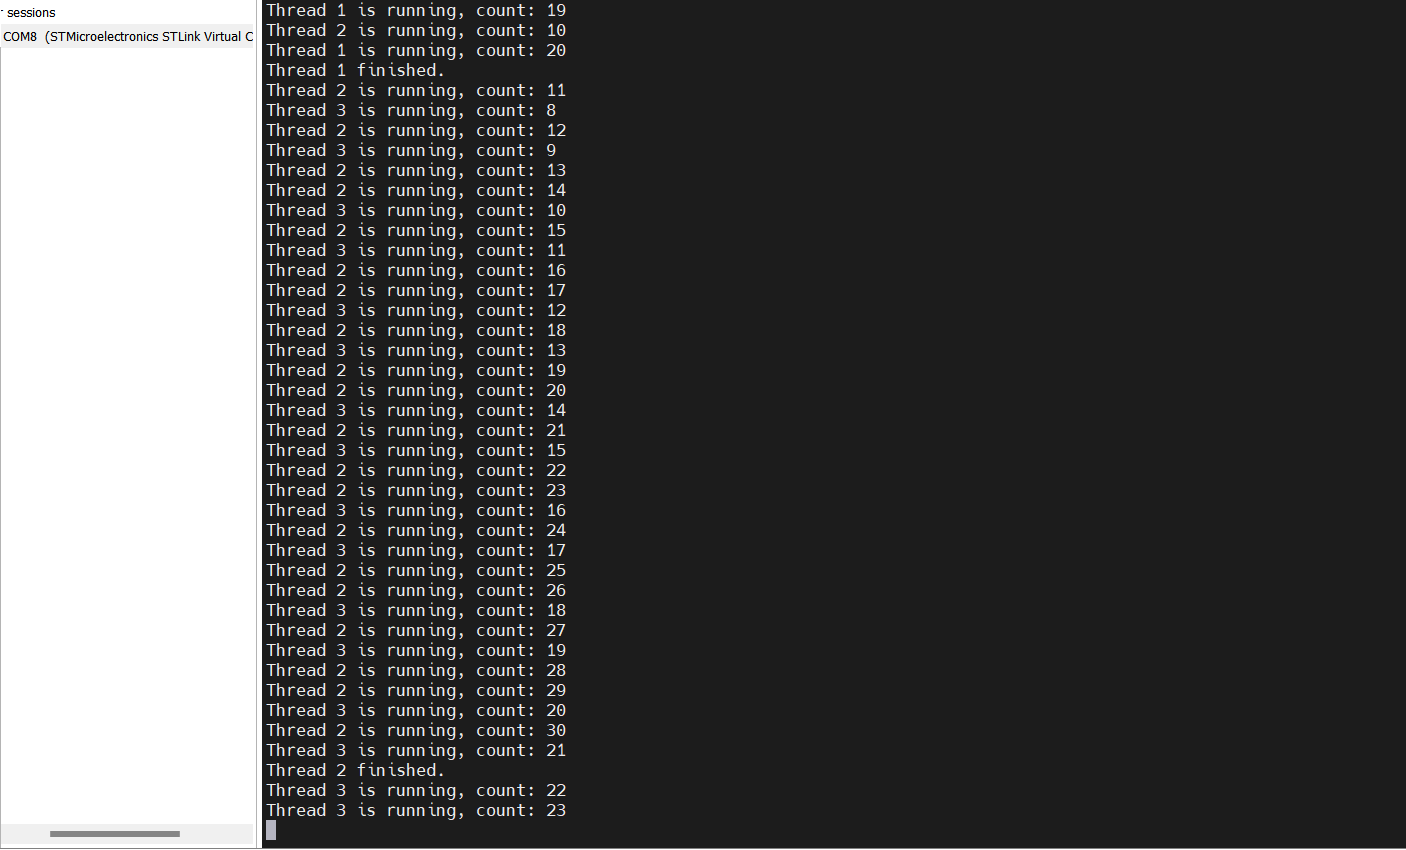 r sessions
COM8 (STMicroelectronics STLink Virtual C
Thread 1 is running, count: 19
Thread 2 is running, count: 10
Thread 1 is running, count: 20
Thread 1 finished.
Thread 2 is running, count: 11
Thread 3 is running, count: 8
Thread 2 is running, count: 12
Thread 3 is running, count: 9
Thread 2 is running, count: 13
Thread 2 is running, count: 14
Thread 3 is running, count: 10
Thread 2 is running, count: 15
Thread 3 is running, count: 11
Thread 2 is running, count: 16
Thread 2 is running, count: 17
Thread 3 is running, count: 12
Thread 2 is running, count: 18
Thread 3 is running, count: 13
Thread 2 is running, count: 19
Thread 2 is running, count: 20
Thread 3 is running, count: 14
Thread 2 is running, count: 21
Thread 3 is running, count: 15
Thread 2 is running, count: 22
Thread 2 is running, count: 23
Thread 3 is running, count: 16
Thread 2 is running, count: 24
Thread 3 is running, count: 17
Thread 2 is running, count: 25
Thread 2 is running, count: 26
Thread 3 is running, count: 18
Thread 2 is running, count: 27
Thread 3 is running, count: 19
Thread 2 is running, count: 28
Thread 2 is running, count: 29
Thread 3 is running, count: 20
Thread 2 is running, count: 30
Thread 3 is running, count: 21
Thread 2 finished.
Thread 3 is running, count: 22
Thread 3 is running, count: 23